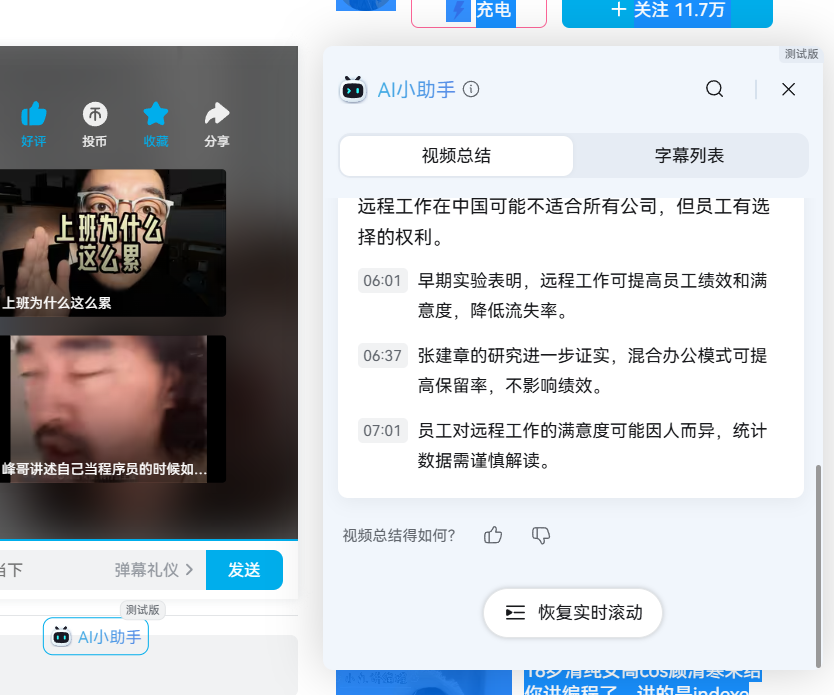 充电
关注 11.7万
测试版
AI小助手
好评
投币
收藏
分享
视频总结
字幕列表
上班为什么
这么累
上班为什么这么累
远程工作在中国可能不适合所有公司，但员工有选
择的权利。
06:01 早期实验表明，远程工作可提高员工绩效和满
意度，降低流失率。
06:37 张建章的研究进一步证实，混合办公模式可提
高保留率，不影响绩效。
07:01 员工对远程工作的满意度可能因人而异，统计
数据需谨慎解读。
峰哥讲述自己当程序员的时候如...
视频总结得如何？
当下
弹幕礼仪
发送
测试版
AI小助手
恢复实时滚动
18岁清纯女高cos顾清寒来给
你讲编程了，讲的是indexo